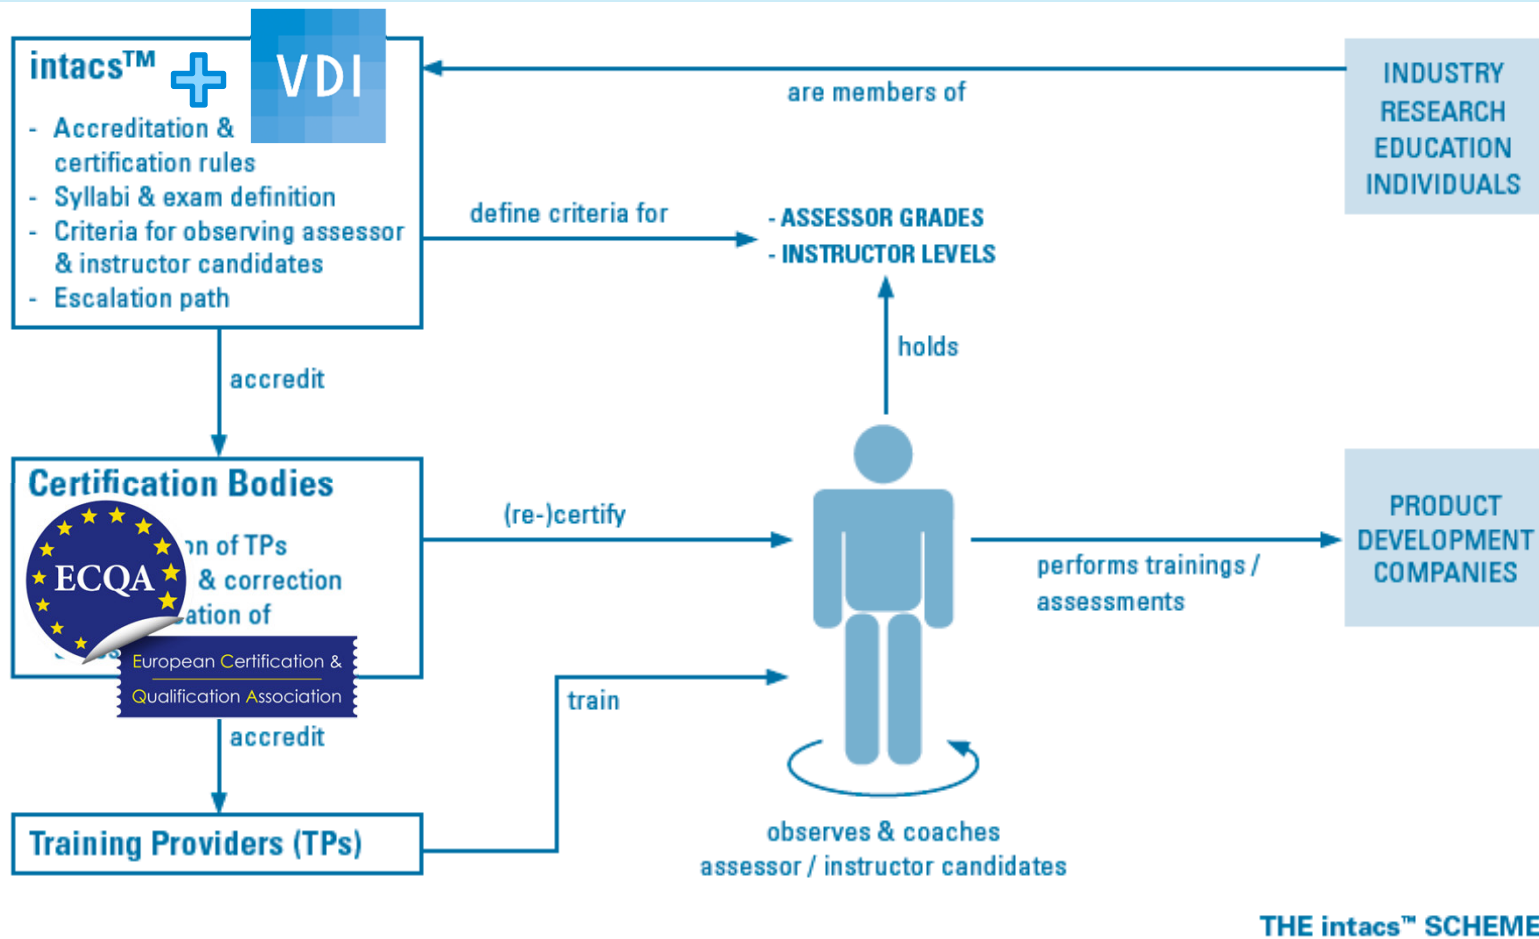 intacs™
VDI
- Accreditation &
certification rules
- Syllabi & exam definition
- Criteria for observing assessor
& instructor candidates
- Escalation path
are members of
INDUSTRY
RESEARCH
EDUCATION
INDIVIDUALS
define criteria for
- ASSESSOR GRADES
- INSTRUCTOR LEVELS
accredit
holds
Certification Bodies
of TPs
& correction
of
ECQA
European Certification &
Qualification Association
(re-)certify
performs trainings /
assessments
PRODUCT
DEVELOPMENT
COMPANIES
accredit
train
Training Providers (TPs)
observes & coaches
assessor / instructor candidates
THE intacs™ SCHEME